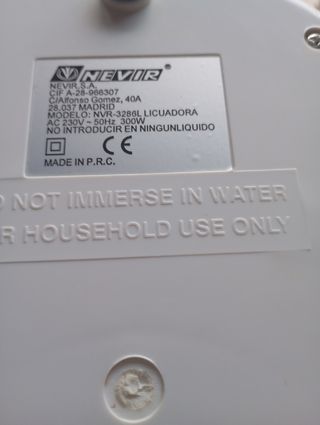 NEVIR
NEVIR,S.A.
CIF A-28-966307
C/Alfonso Gomez, 40A
28.037 MADRID
MODELO: NVR-3286L LICUADORA
AC 230V ~ 50Hz 300W
NO INTRODUCIR EN NINGUNLIQUIDO
CE
MADE IN P.R.C.
NOT IMMERSE IN WATER
HOUSEHOLD USE ONLY